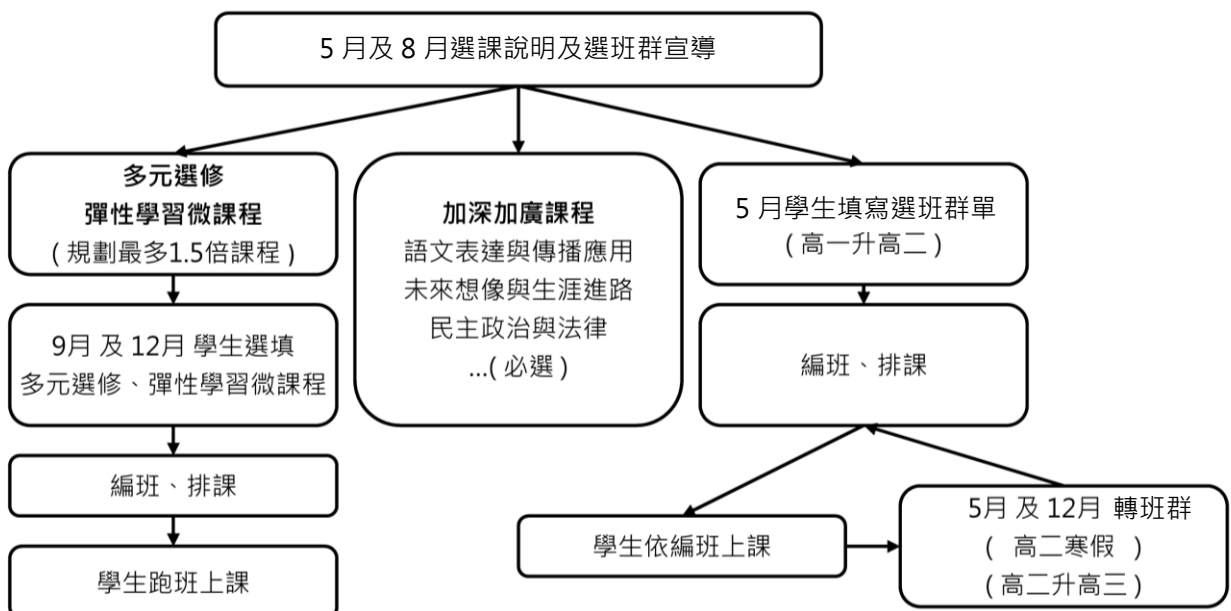 5 月及 8 月選課說明及選班群宣導
多元選修
彈性學習微課程
( 規劃最多1.5倍課程 )
9月 及 12月 學生選填
多元選修、彈性學習微課程
編班、排課
學生跑班上課
加深加廣課程
語文表達與傳播應用
未來想像與生涯進路
民主政治與法律
...( 必選 )
5 月學生填寫選班群單
( 高一升高二 )
編班、排課
學生依編班上課
5月 及 12月 轉班群
( 高二寒假 )
( 高二升高三 )